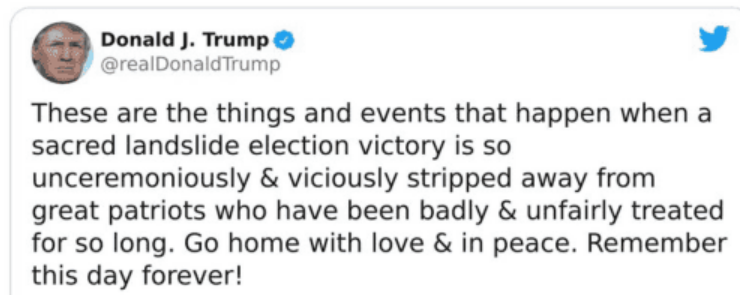 Donald J. Trump
@realDonaldTrump
These are the things and events that happen when a
sacred landslide election victory is so
unceremoniously & viciously stripped away from
great patriots who have been badly & unfairly treated
for so long. Go home with love & in peace. Remember
this day forever!